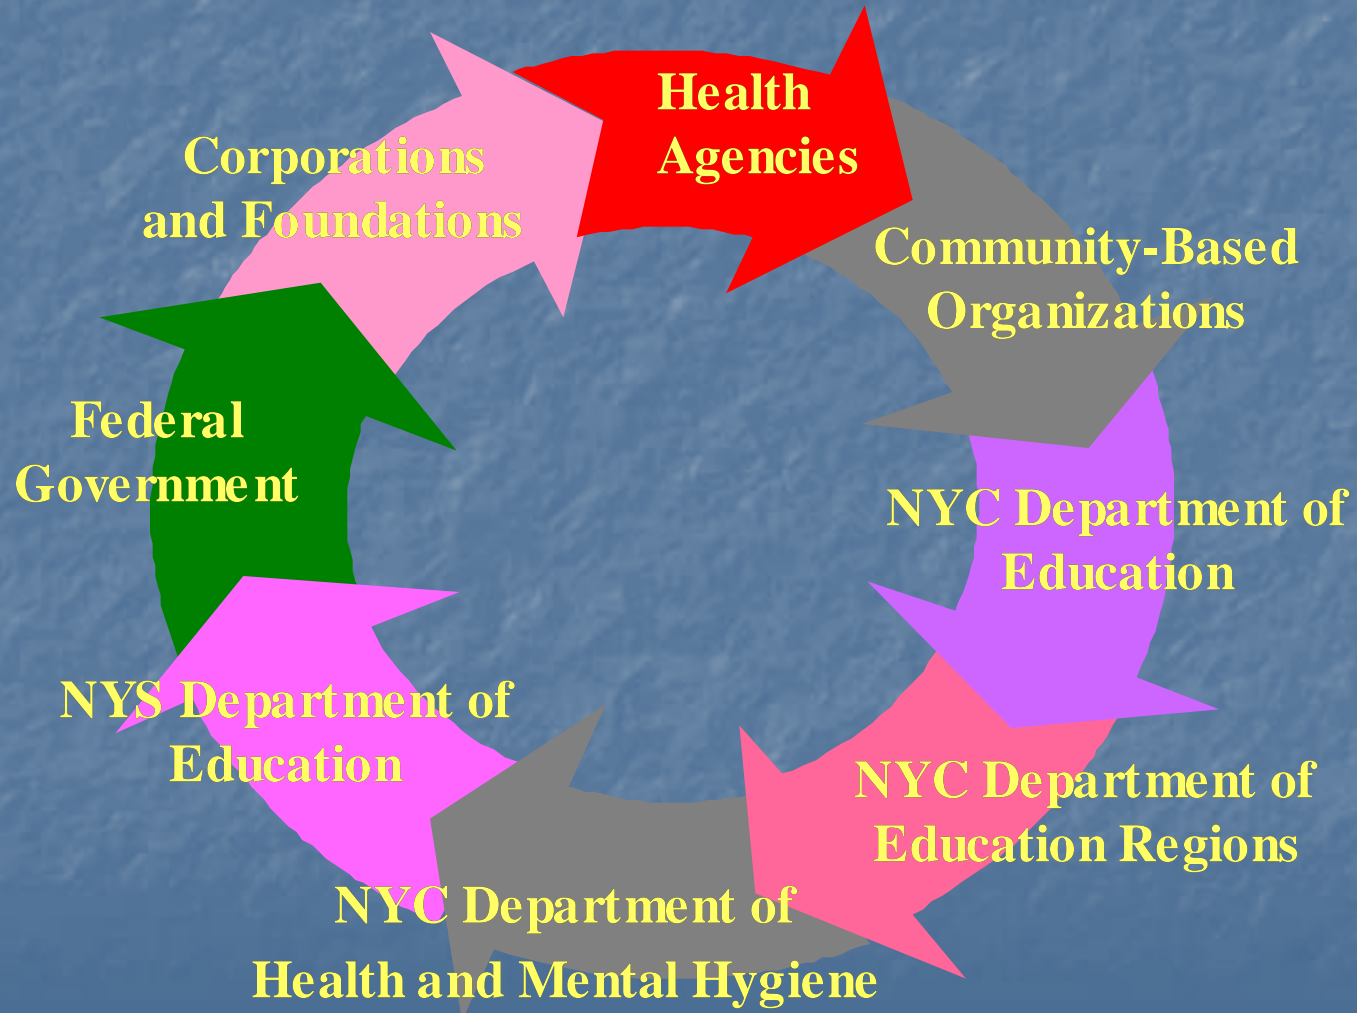 Health
Agencies
Corporations
and Foundations
Community-Based
Organizations
Federal
Government
NYC Department of
Education
NYS Department of
Education
NYC Department of
Education Regions
NYC Department of
Health and Mental Hygiene